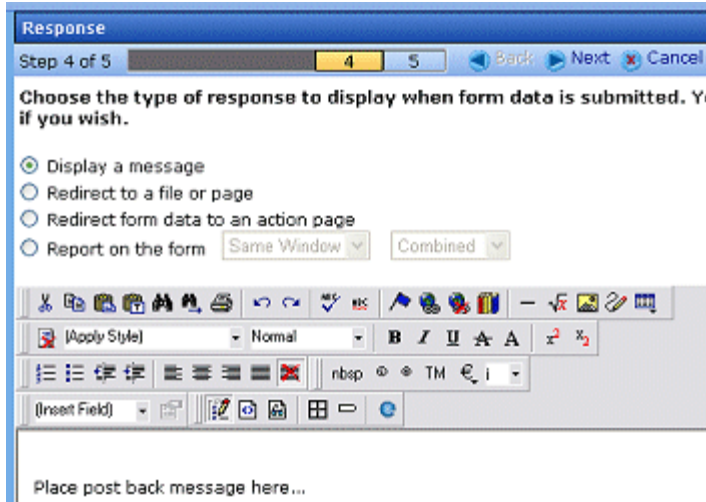 Response
Step 4 of 5 4 5 Back Next Cancel
Choose the type of response to display when form data is submitted.
if you wish.
Display a message
Redirect to a file or page
Redirect form data to an action page
Report on the form Same Window Combined
(Apply Style) Normal B I U A A x² x₂
nbsp © ® TM € i
(Insert Field)
Place post back message here...